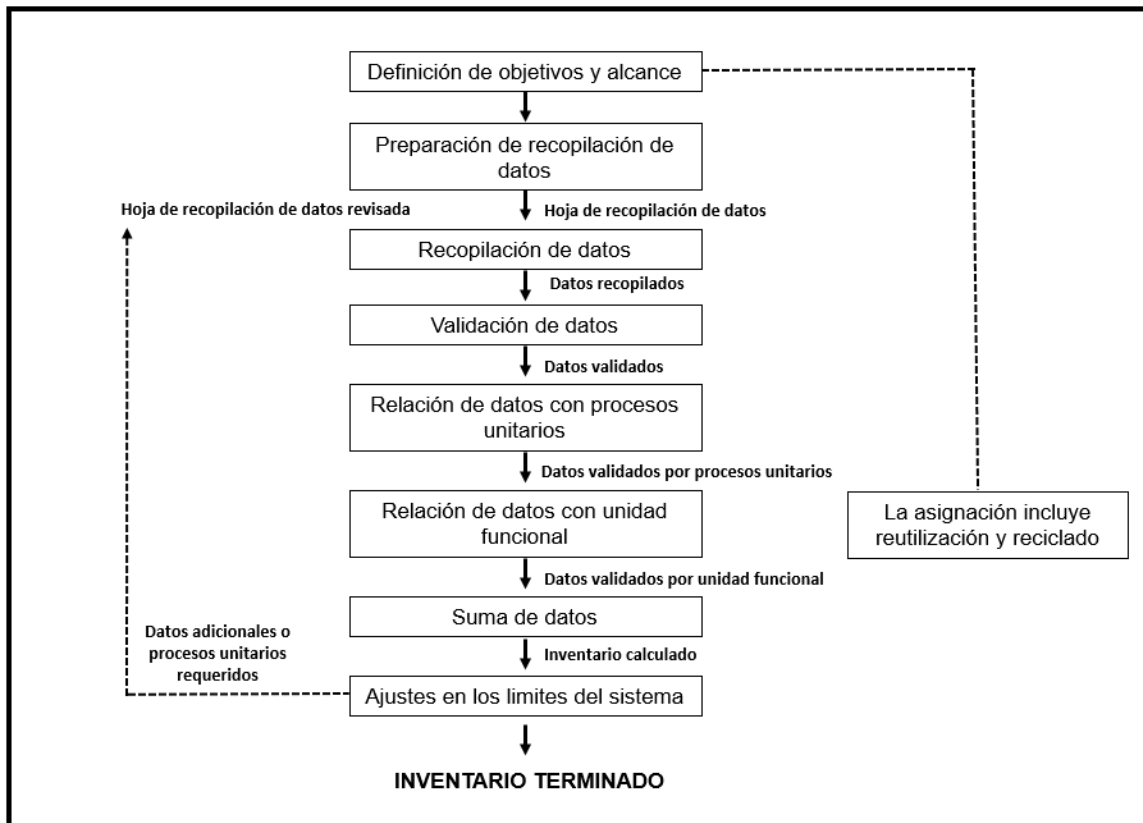 Definición de objetivos y alcance
Preparación de recopilación de
datos
Hoja de recopilación de datos revisada
Hoja de recopilación de datos
Recopilación de datos
Datos recopilados
Validación de datos
Datos validados
Relación de datos con procesos
unitarios
Datos validados por procesos unitarios
Relación de datos con unidad
funcional
La asignación incluye
reutilización y reciclado
Datos validados por unidad funcional
Suma de datos
Datos adicionales o
procesos unitarios
requeridos
Inventario calculado
Ajustes en los limites del sistema
INVENTARIO TERMINADO